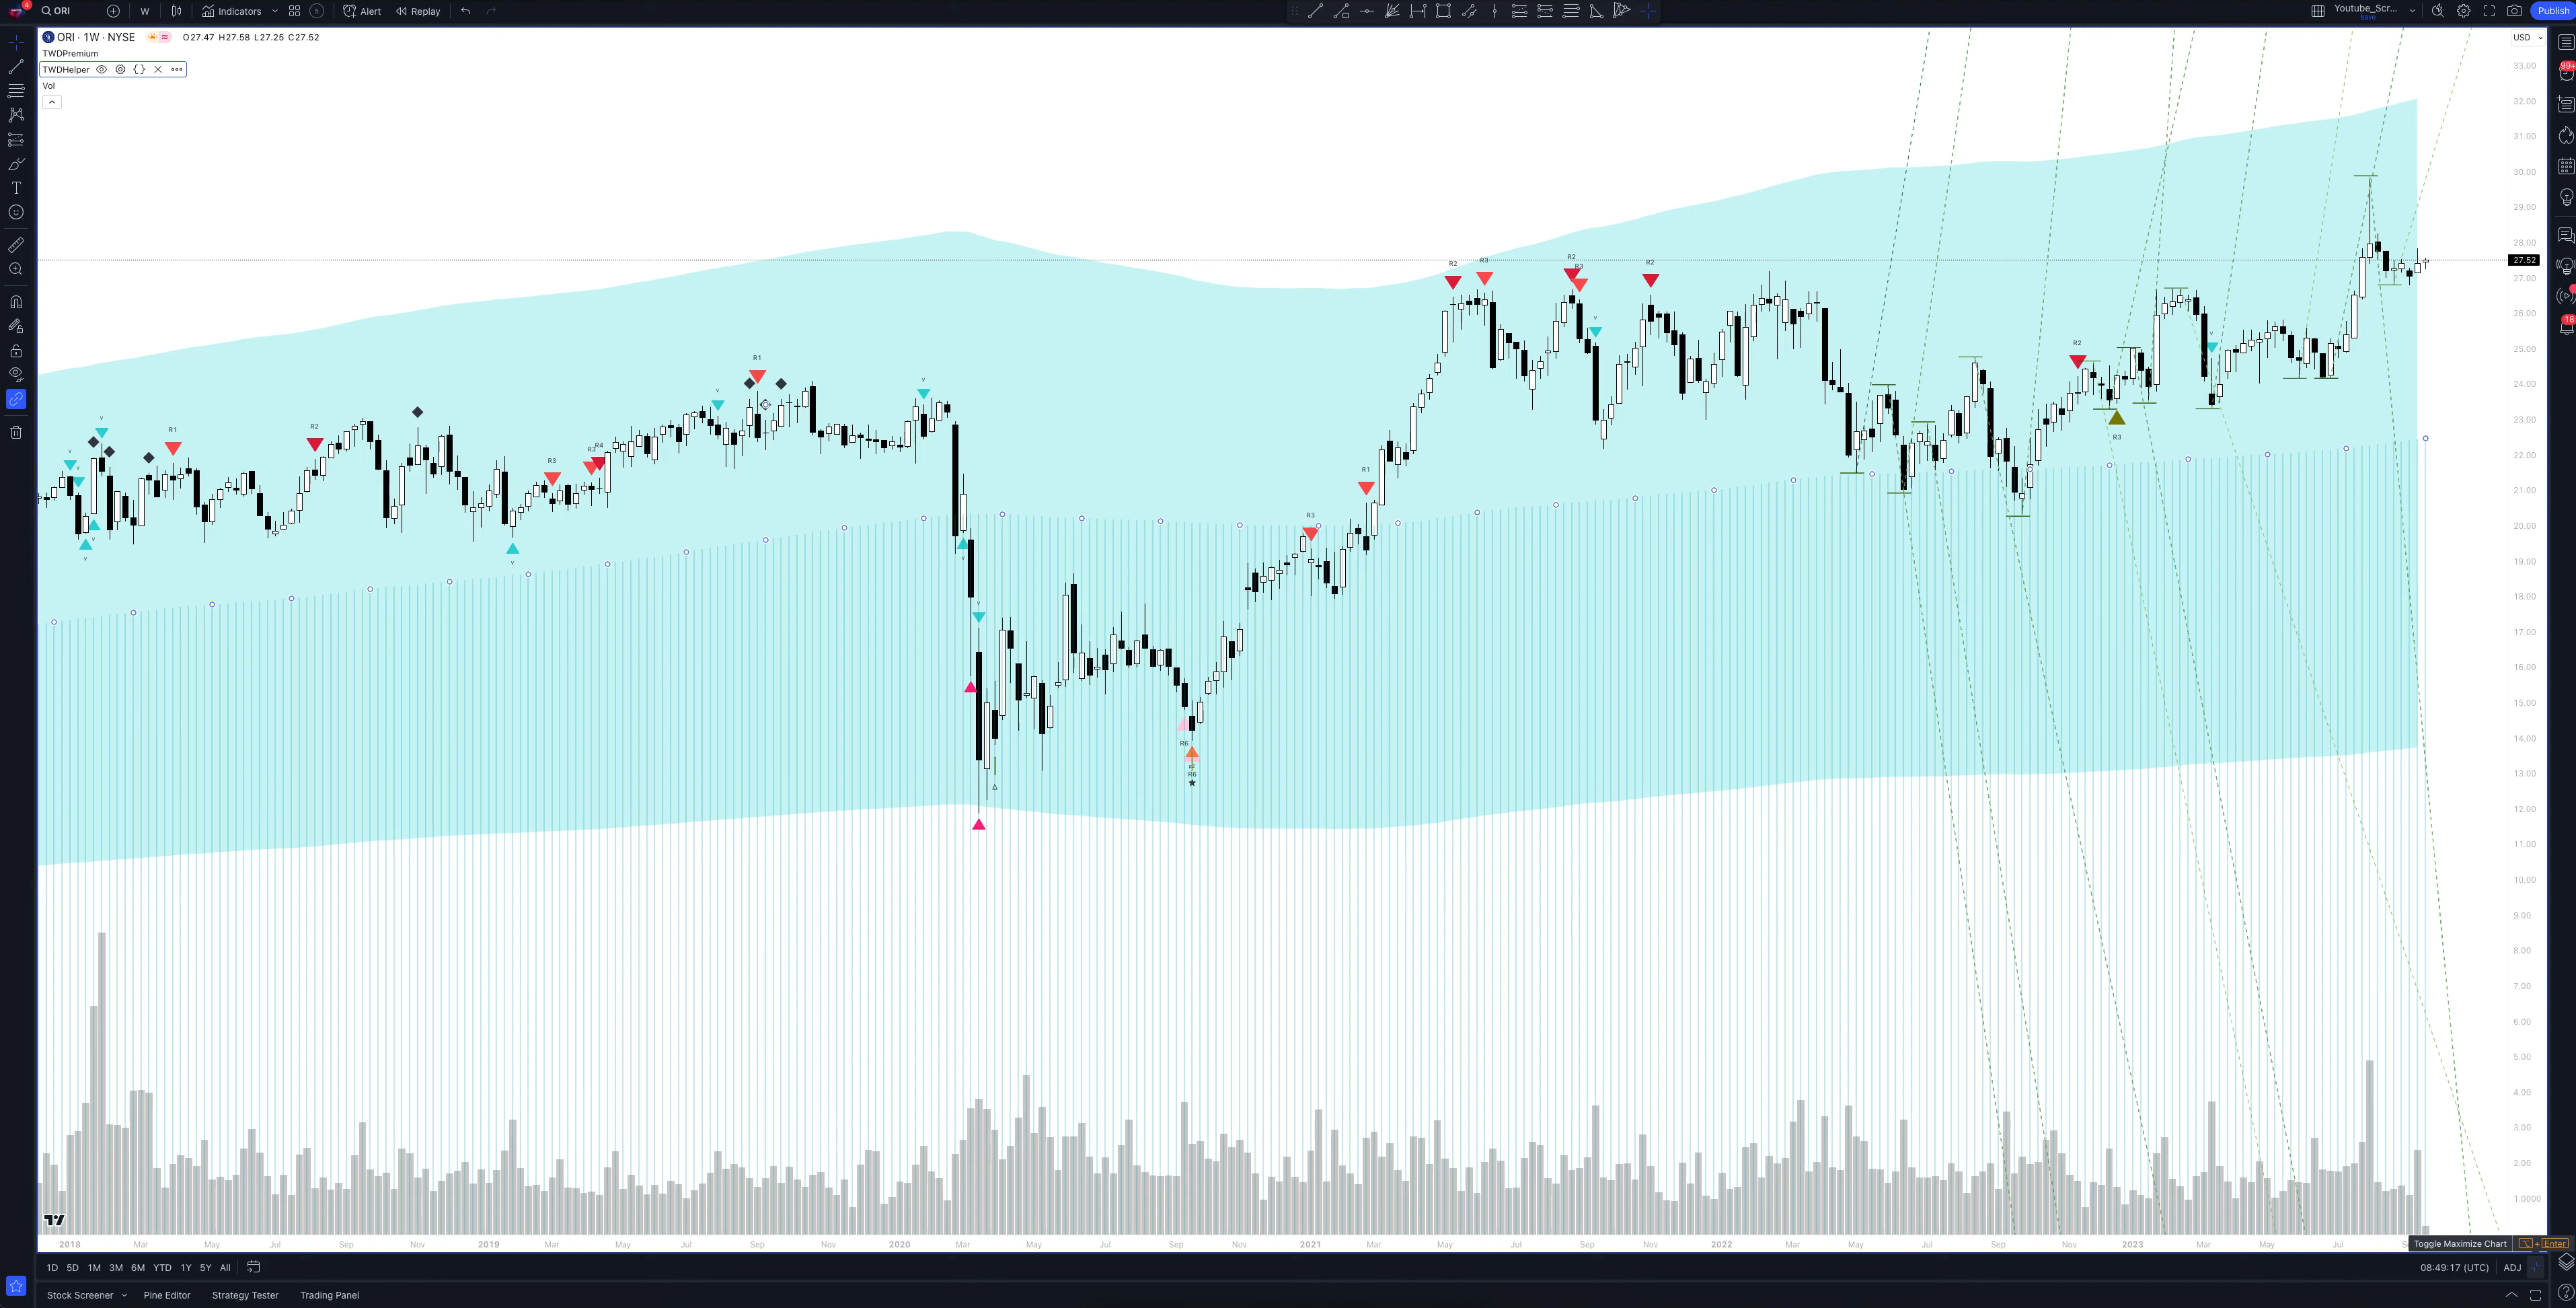 4
ORI
W
Indicators
5
Alert
Replay
Youtube_Scr...
Save
Publish
ORI · 1W · NYSE
O27.47 H27.58 L27.25 C27.52
USD
TWDPremium
TWDHelper
Vol
99+
18
33.00
32.00
31.00
30.00
29.00
28.00
27.52
27.00
26.00
25.00
24.00
23.00
22.00
21.00
20.00
19.00
18.00
17.00
16.00
15.00
14.00
13.00
12.00
11.00
10.00
9.00
8.00
7.00
6.00
5.00
4.00
3.00
2.00
1.0000
R1
R2
R3
R3
R4
R1
R6
R6
R3
R1
R2
R3
R2
R3
R2
R2
R3
2018 Mar May Jul Sep Nov 2019 Mar May Jul Sep Nov 2020 Mar May Jul Sep Nov 2021 Mar May Jul Sep Nov 2022 Mar May Jul Sep Nov 2023 Mar May Jul
Toggle Maximize Chart ⌥ + Enter
1D 5D 1M 3M 6M YTD 1Y 5Y All
08:49:17 (UTC) ADJ
Stock Screener Pine Editor Strategy Tester Trading Panel